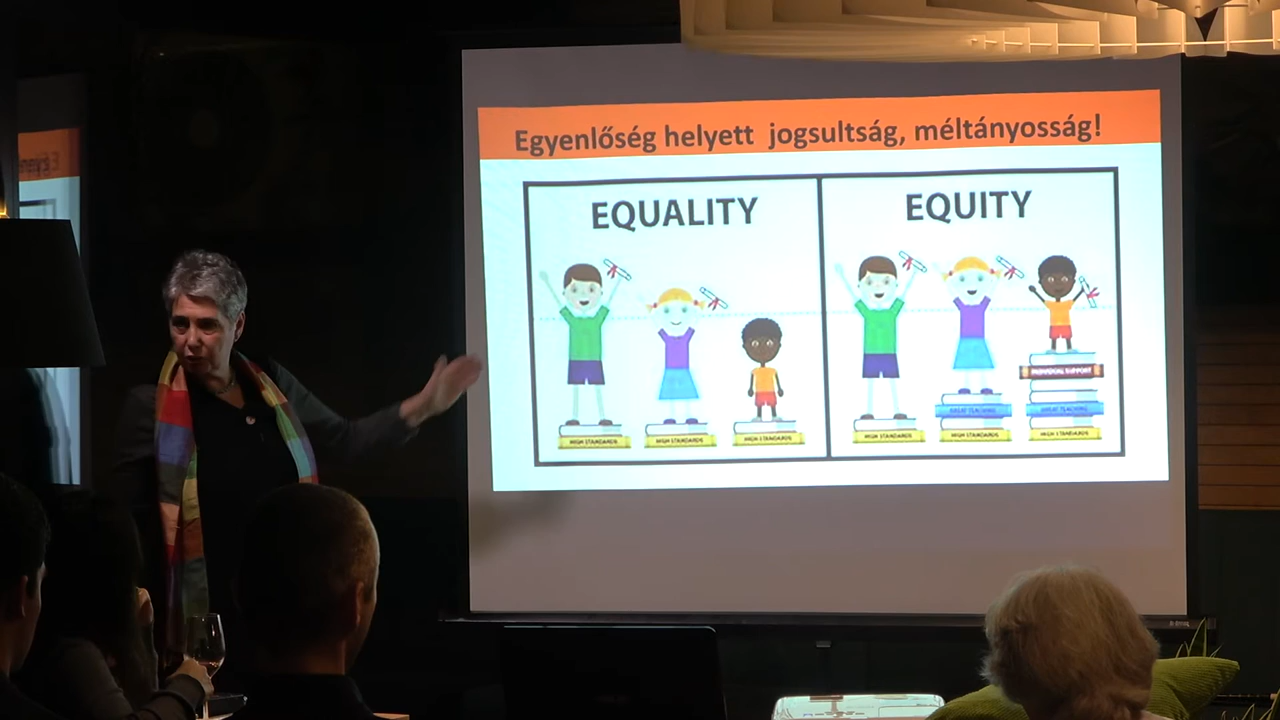 Egyenlőség helyett jogsultság, méltányosság!
EQUALITY
EQUITY
HIGH STANDARDS
HIGH STANDARDS
HIGH STANDARDS
HIGH STANDARDS
GREAT TEACHING
HIGH STANDARDS
INDIVIDUAL SUPPORT
GREAT TEACHING
HIGH STANDARDS